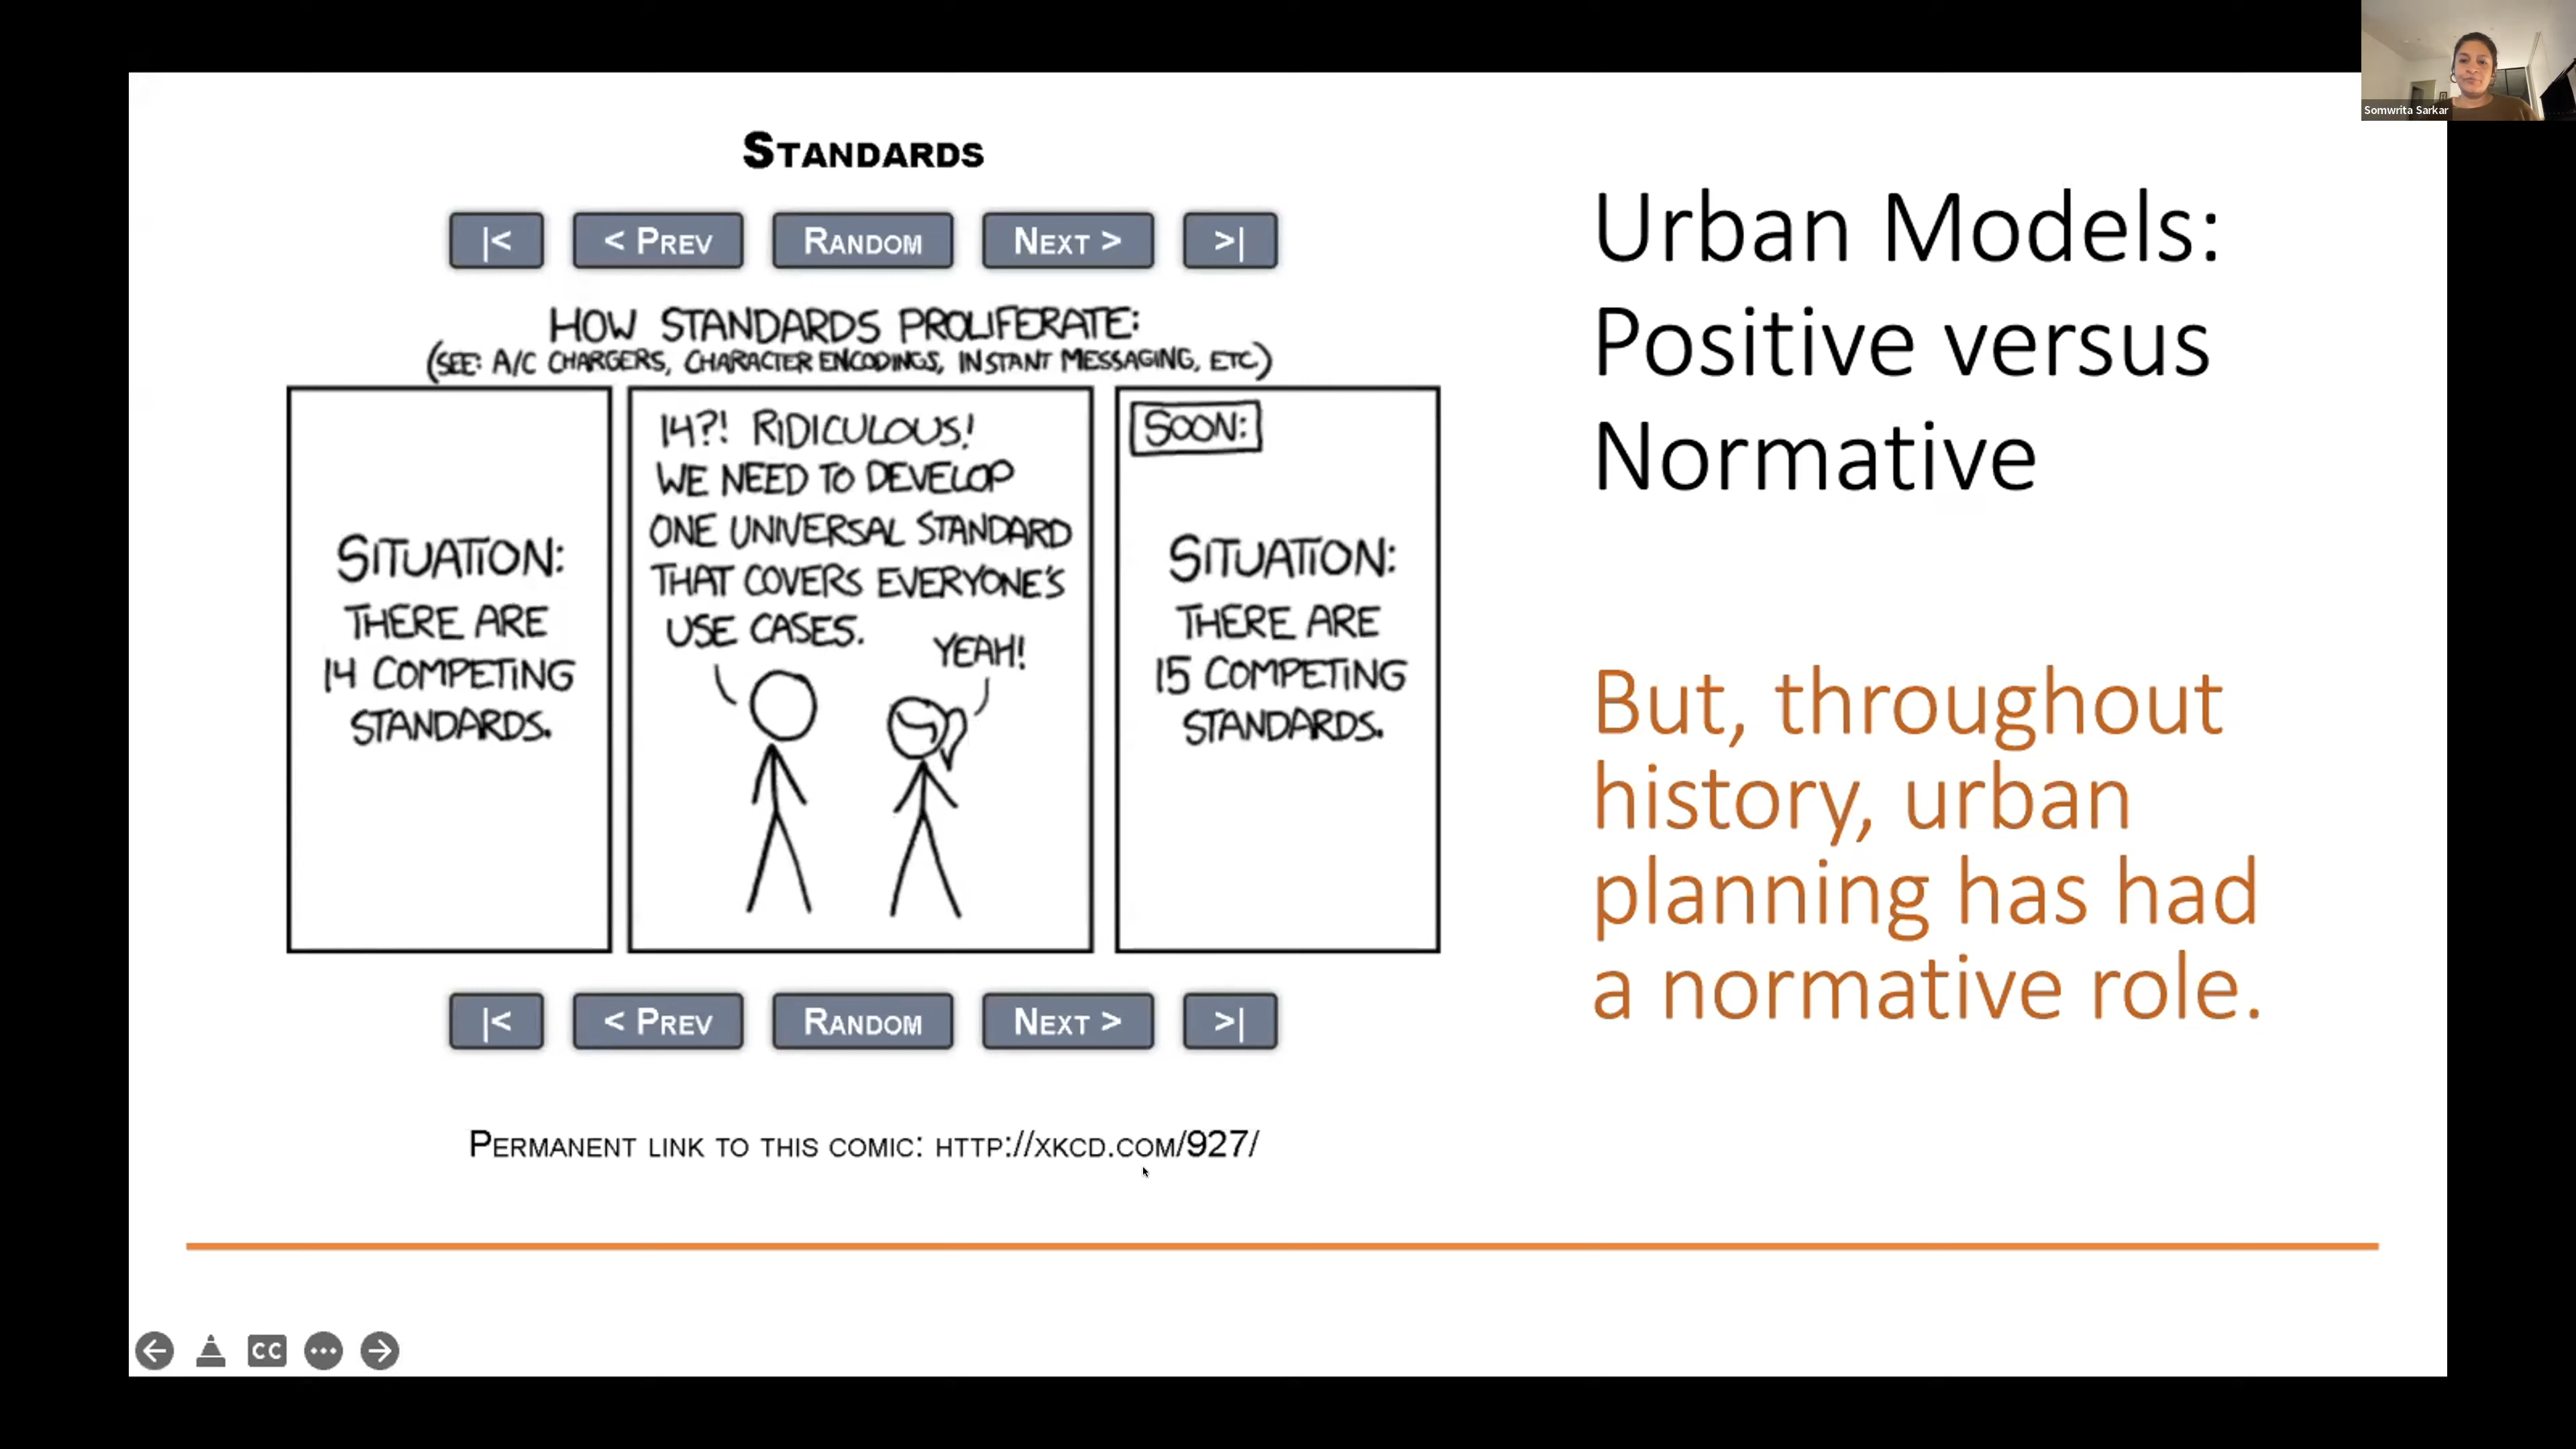 Somwrita Sarkar
STANDARDS
|<
< PREV
RANDOM
NEXT >
>|
HOW STANDARDS PROLIFERATE:
(SEE: A/C CHARGERS, CHARACTER ENCODINGS, INSTANT MESSAGING, ETC.)
SITUATION:
THERE ARE
14 COMPETING
STANDARDS.
14?! RIDICULOUS!
WE NEED TO DEVELOP
ONE UNIVERSAL STANDARD
THAT COVERS EVERYONE'S
USE CASES.
YEAH!
SOON:
SITUATION:
THERE ARE
15 COMPETING
STANDARDS.
|<
< PREV
RANDOM
NEXT >
>|
PERMANENT LINK TO THIS COMIC: HTTP://XKCD.COM/927/
Urban Models:
Positive versus
Normative
But, throughout
history, urban
planning has had
a normative role.
CC